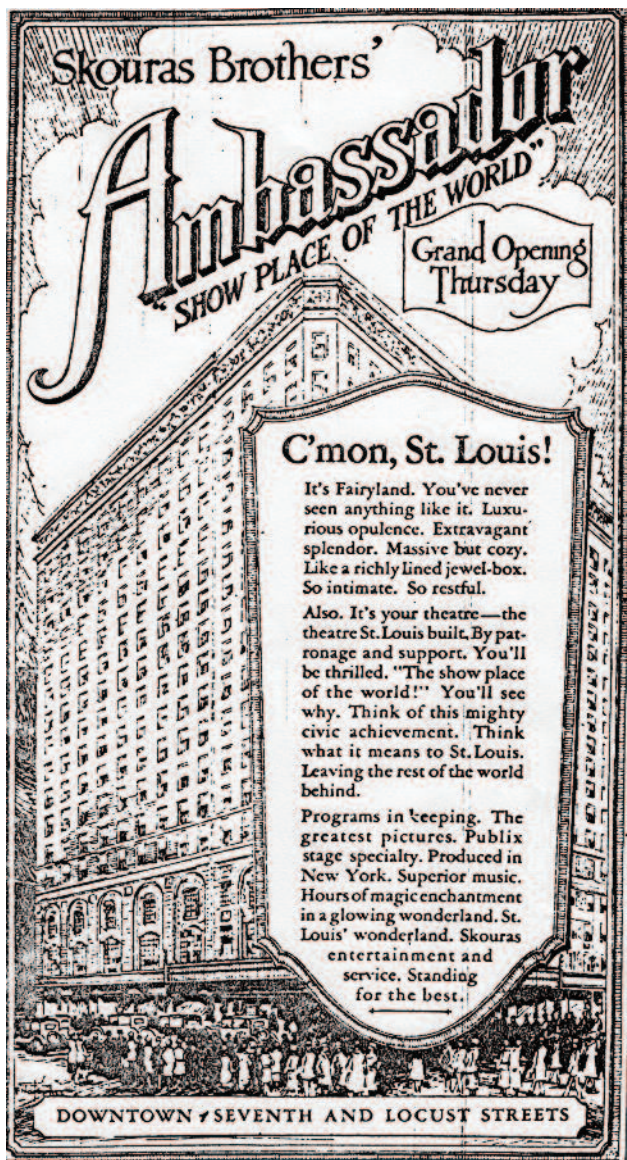 Skouras Brothers'
Ambassador
"SHOW PLACE OF THE WORLD"
Grand Opening
Thursday
C'mon, St. Louis!
It's Fairyland. You've never
seen anything like it. Luxu-
rious opulence. Extravagant
splendor. Massive but cozy.
Like a richly lined jewel-box.
So intimate. So restful.
Also. It's your theatre—the
theatre St. Louis built. By pat-
ronage and support. You'll
be thrilled. "The show place
of the world!" You'll see
why. Think of this mighty
civic achievement. Think
what it means to St. Louis.
Leaving the rest of the world
behind.
Programs in keeping. The
greatest pictures. Publix
stage specialty. Produced in
New York. Superior music.
Hours of magic enchantment
in a glowing wonderland. St.
Louis' wonderland. Skouras
entertainment and
service. Standing
for the best.
DOWNTOWN & SEVENTH AND LOCUST STREETS